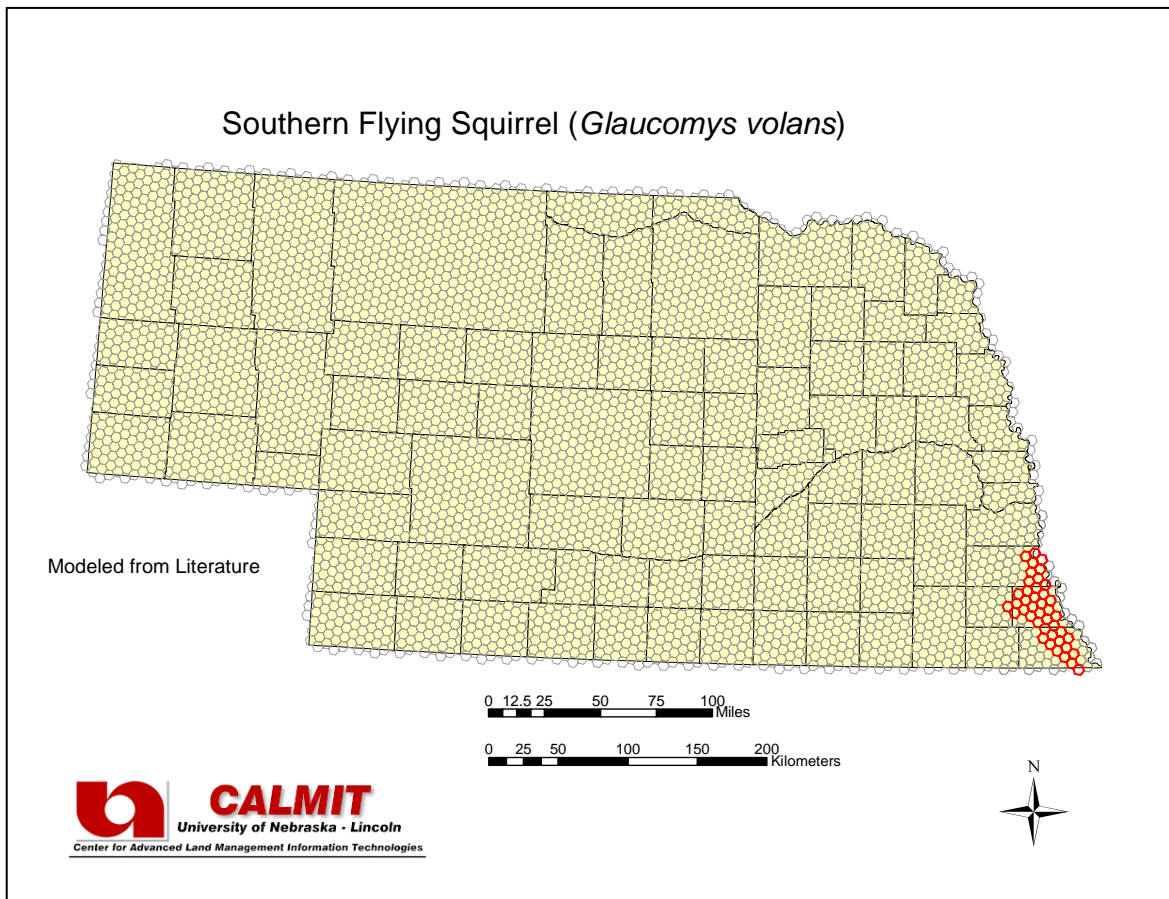 Southern Flying Squirrel (Glaucomys volans)
Modeled from Literature
0 12.5 25 50 75 100
Miles
0 25 50 100 150 200
Kilometers
N
CALMIT
University of Nebraska - Lincoln
Center for Advanced Land Management Information Technologies